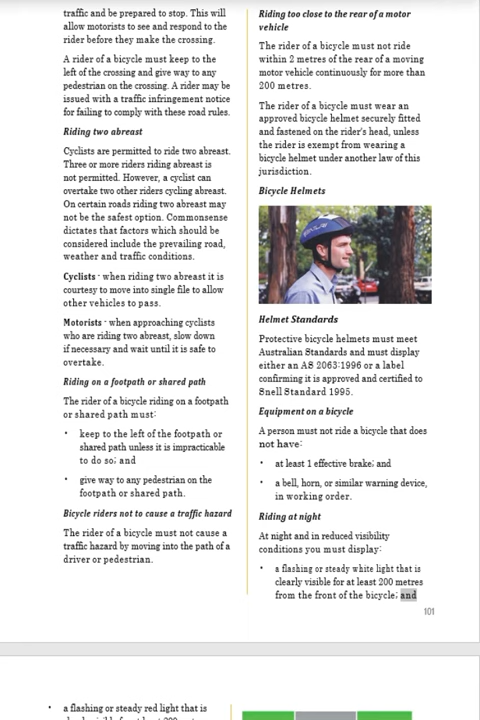 traffic and be prepared to stop. This will
allow motorists to see and respond to the
rider before they make the crossing.
A rider of a bicycle must keep to the
left of the crossing and give way to any
pedestrian on the crossing. A rider may be
issued with a traffic infringement notice
for failing to comply with these road rules.
Riding two abreast
Cyclists are permitted to ride two abreast.
Three or more riders riding abreast is
not permitted. However, a cyclist can
overtake two other riders cycling abreast.
On certain roads riding two abreast may
not be the safest option. Commonsense
dictates that factors which should be
considered include the prevailing road,
weather and traffic conditions.
Cyclists - when riding two abreast it is
courtesy to move into single file to allow
other vehicles to pass.
Motorists - when approaching cyclists
who are riding two abreast, slow down
if necessary and wait until it is safe to
overtake.
Riding on a footpath or shared path
The rider of a bicycle riding on a footpath
or shared path must:
• keep to the left of the footpath or
shared path unless it is impracticable
to do so; and
• give way to any pedestrian on the
footpath or shared path.
Bicycle riders not to cause a traffic hazard
The rider of a bicycle must not cause a
traffic hazard by moving into the path of a
driver or pedestrian.
Riding too close to the rear of a motor
vehicle
The rider of a bicycle must not ride
within 2 metres of the rear of a moving
motor vehicle continuously for more than
200 metres.
The rider of a bicycle must wear an
approved bicycle helmet securely fitted
and fastened on the rider's head, unless
the rider is exempt from wearing a
bicycle helmet under another law of this
jurisdiction.
Bicycle Helmets
Helmet Standards
Protective bicycle helmets must meet
Australian Standards and must display
either an AS 2063:1996 or a label
confirming it is approved and certified to
Snell Standard 1995.
Equipment on a bicycle
A person must not ride a bicycle that does
not have:
• at least 1 effective brake; and
• a bell, horn, or similar warning device,
in working order.
Riding at night
At night and in reduced visibility
conditions you must display:
• a flashing or steady white light that is
clearly visible for at least 200 metres
from the front of the bicycle; and
101
• a flashing or steady red light that is